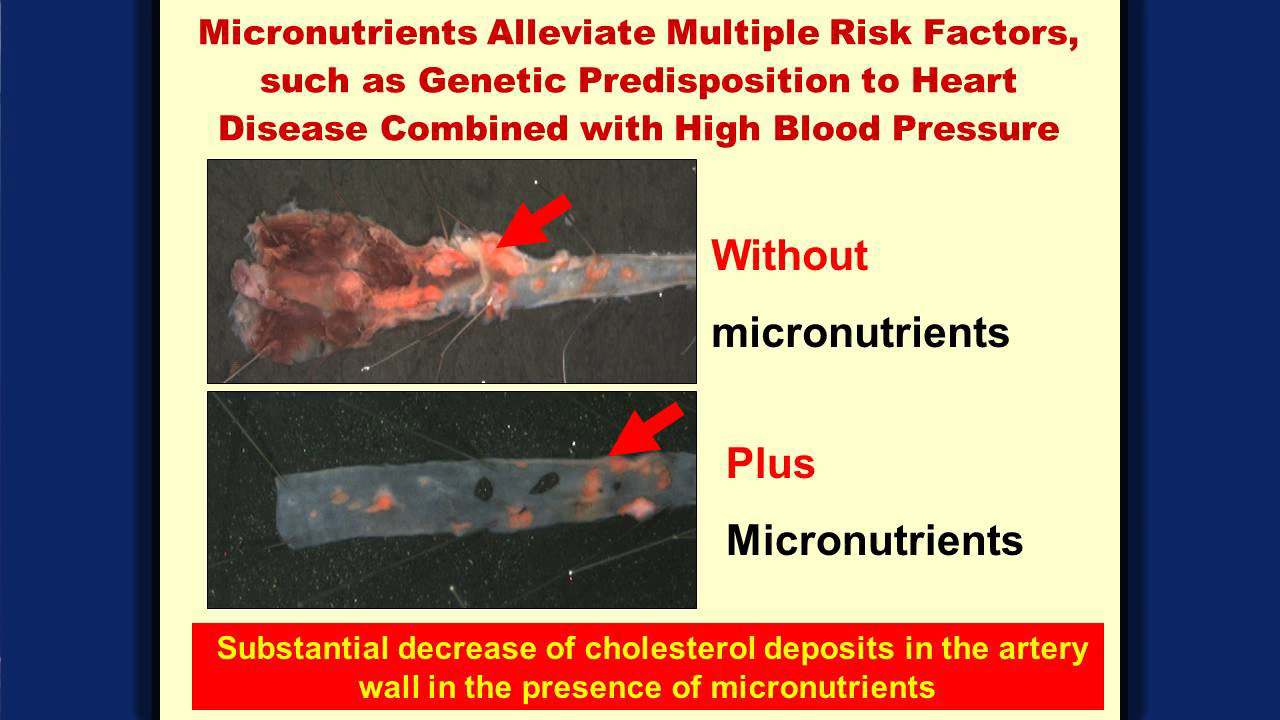 Micronutrients Alleviate Multiple Risk Factors,
such as Genetic Predisposition to Heart
Disease Combined with High Blood Pressure
Without
micronutrients
Plus
Micronutrients
Substantial decrease of cholesterol deposits in the artery
wall in the presence of micronutrients